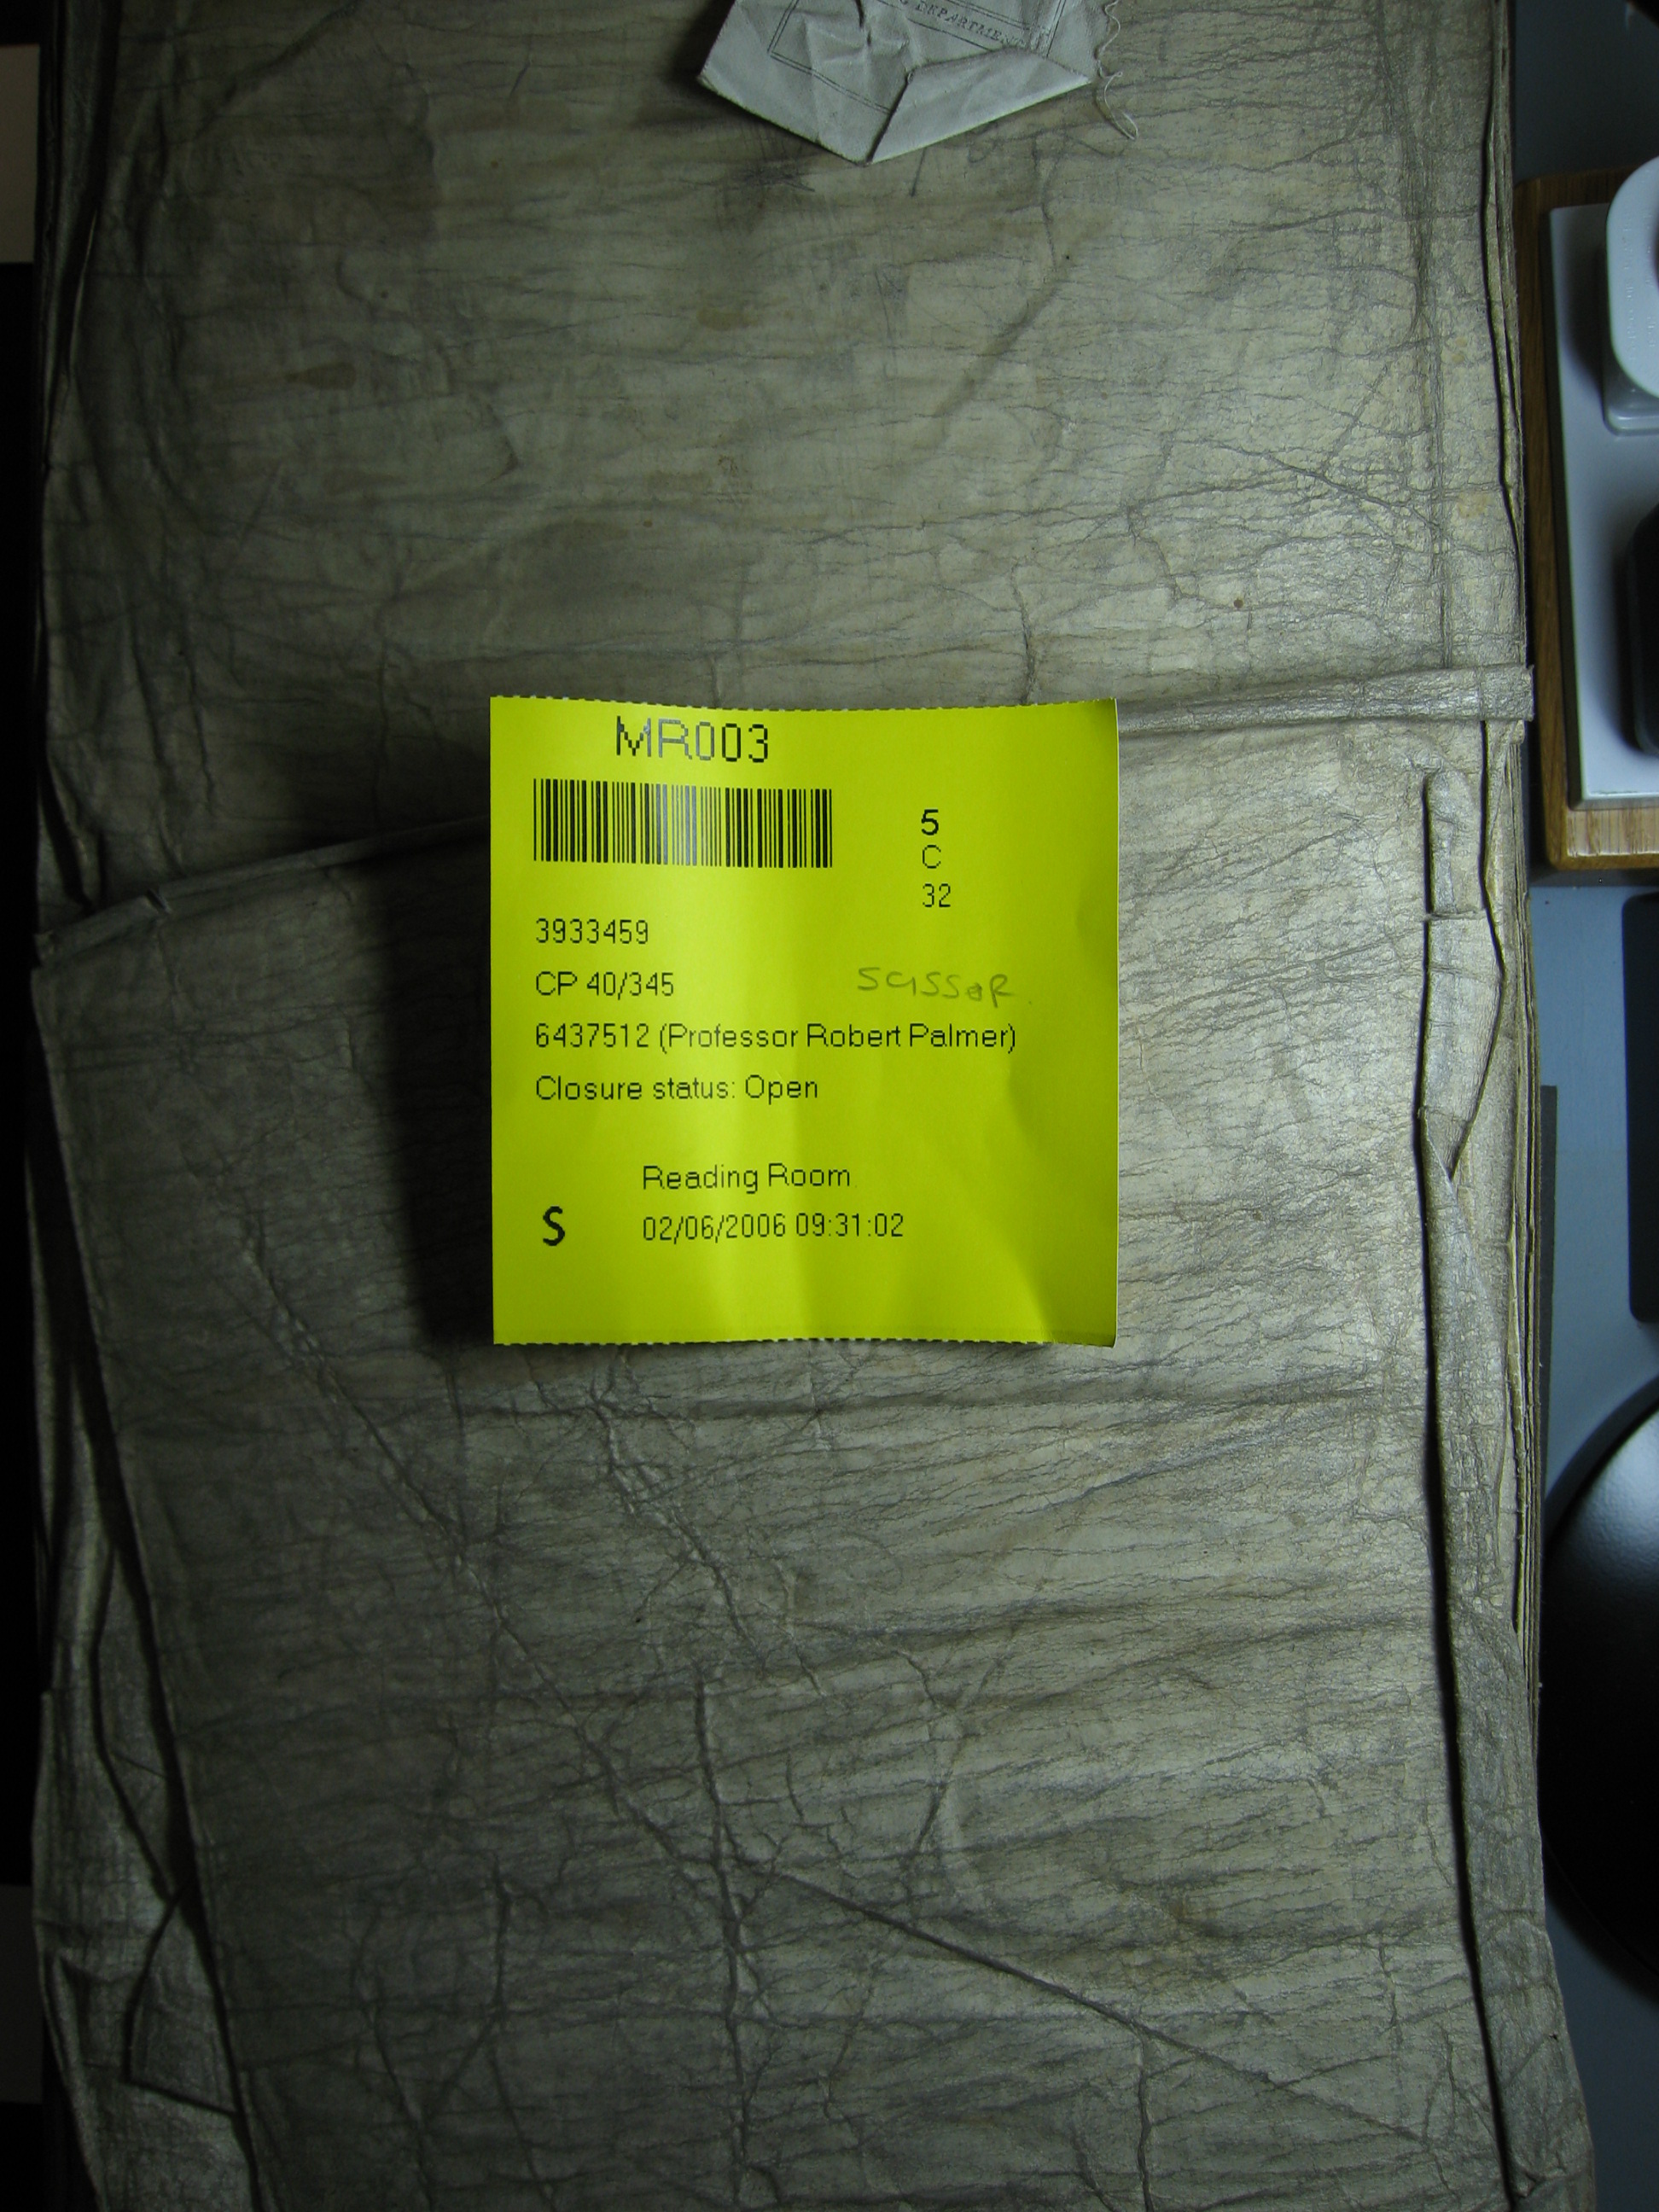 DEPARTMENT
MR003
5
C
32
3933459
CP 40/345
scissor
6437512 (Professor Robert Palmer)
Closure status: Open
Reading Room
S
02/06/2006 09:31:02